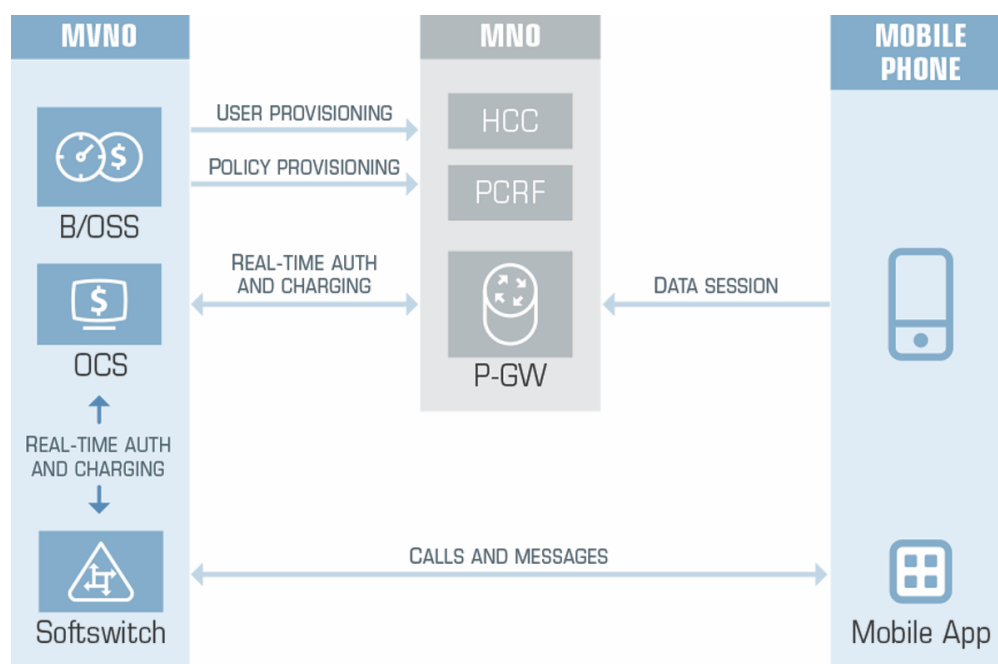 MVNO
MNO
MOBILE
PHONE
USER PROVISIONING
HCC
POLICY PROVISIONING
PCRF
$
B/OSS
REAL-TIME AUTH
AND CHARGING
DATA SESSION
$
OCS
P-GW
REAL-TIME AUTH
AND CHARGING
CALLS AND MESSAGES
Softswitch
Mobile App